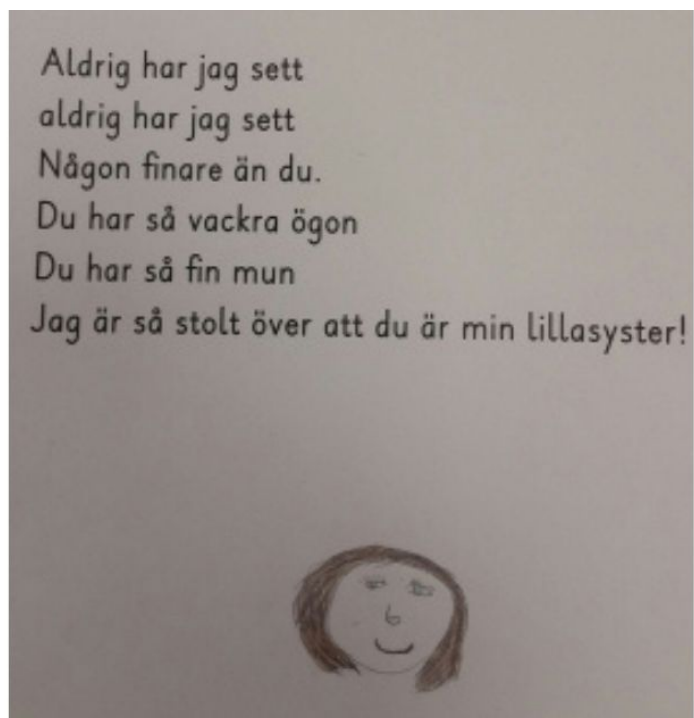 Aldrig har jag sett
aldrig har jag sett
Någon finare än du.
Du har så vackra ögon
Du har så fin mun
Jag är så stolt över att du är min lillasyster!